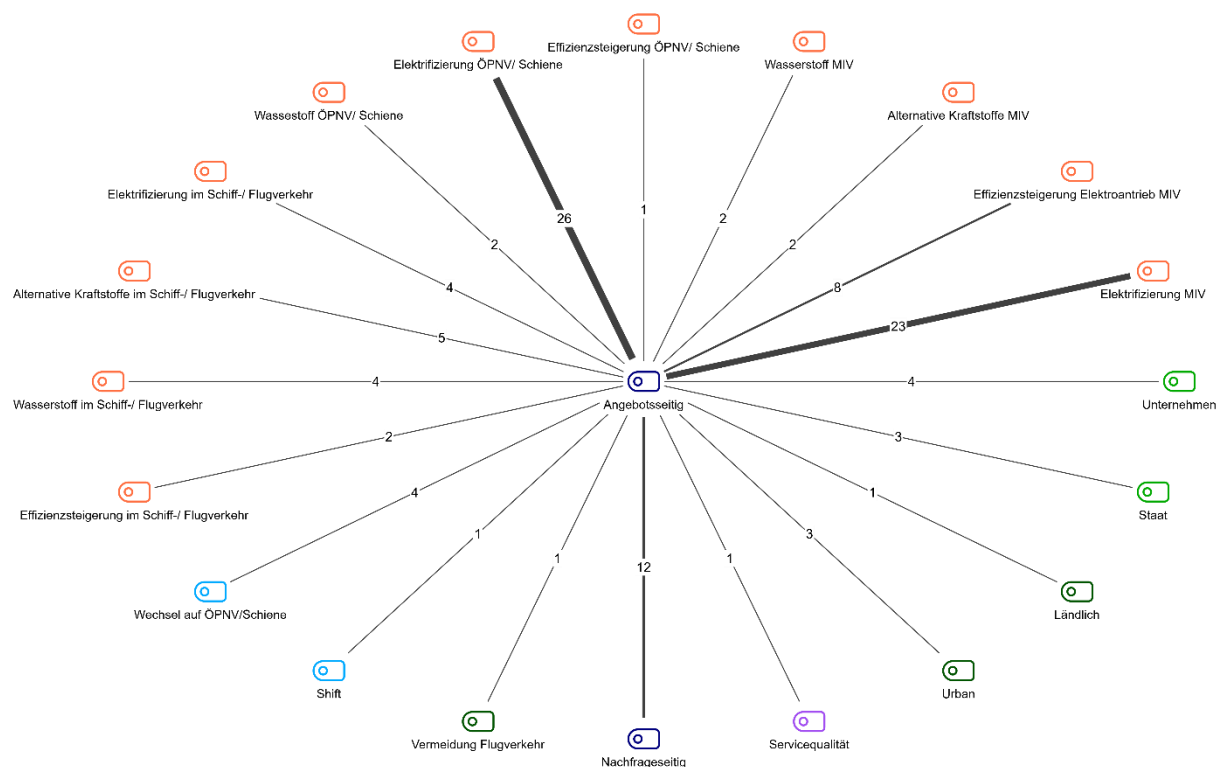 Effizienzsteigerung ÖPNV/ Schiene
Elektrifizierung ÖPNV/ Schiene
Wasserstoff MIV
Wassestoff ÖPNV/ Schiene
Alternative Kraftstoffe MIV
Elektrifizierung im Schiff-/ Flugverkehr
Effizienzsteigerung Elektroantrieb MIV
26
1
2
2
2
4
8
Alternative Kraftstoffe im Schiff-/ Flugverkehr
Elektrifizierung MIV
5
23
4
4
Wasserstoff im Schiff-/ Flugverkehr
Angebotsseitig
Unternehmen
2
3
4
1
Effizienzsteigerung im Schiff-/ Flugverkehr
Staat
1
3
1
12
1
Wechsel auf ÖPNV/Schiene
Ländlich
Shift
Urban
Vermeidung Flugverkehr
Servicequalität
Nachfrageseitig